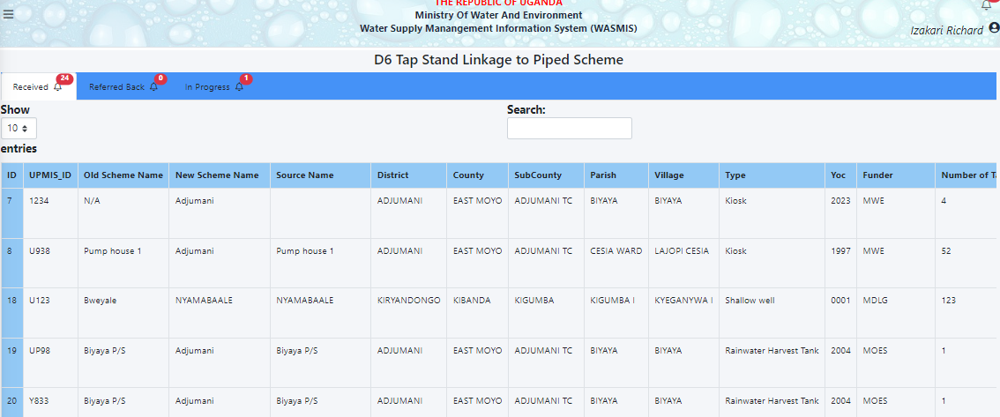 THE REPUBLIC OF UGANDA
Ministry Of Water And Environment
Water Supply Manangement Information System (WASMIS)
Izakari Richard
D6 Tap Stand Linkage to Piped Scheme
Received 24 Referred Back 0 In Progress 1
Show Search:
10
entries
ID UPMIS_ID Old Scheme Name New Scheme Name Source Name District County SubCounty Parish Village Type Yoc Funder Number of T
7 1234 N/A Adjumani ADJUMANI EAST MOYO ADJUMANI TC BIYAYA BIYAYA Kiosk 2023 MWE 4
8 U938 Pump house 1 Adjumani Pump house 1 ADJUMANI EAST MOYO ADJUMANI TC CESIA WARD LAJOPI CESIA Kiosk 1997 MWE 52
18 U123 Bweyale NYAMABAALE NYAMABAALE KIRYANDONGO KIBANDA KIGUMBA KIGUMBA I KYEGANYWA I Shallow well 0001 MDLG 123
19 UP98 Biyaya P/S Adjumani Biyaya P/S ADJUMANI EAST MOYO ADJUMANI TC BIYAYA BIYAYA Rainwater Harvest Tank 2004 MOES 1
20 Y833 Biyaya P/S Adjumani Biyaya P/S ADJUMANI EAST MOYO ADJUMANI TC BIYAYA BIYAYA Rainwater Harvest Tank 2004 MOES 1